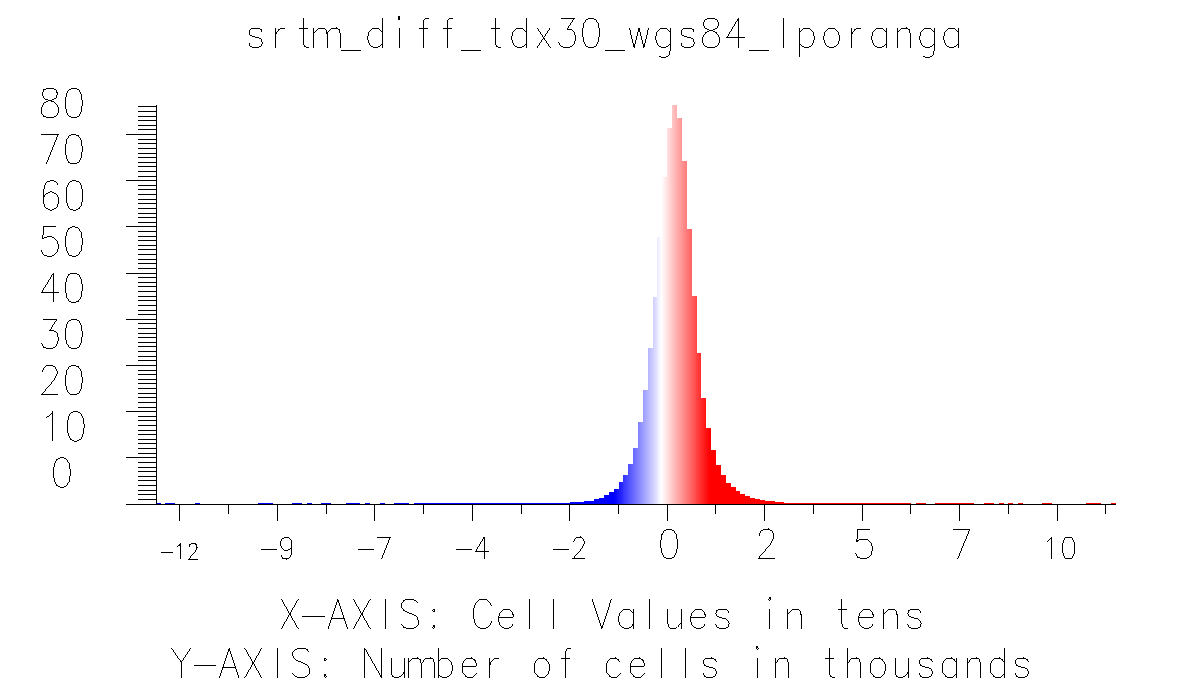 srtm_diff_tdx30_wgs84_Iporanga
80
70
60
50
40
30
20
10
0
-12 -9 -7 -4 -2 0 2 5 7 10
X-AXIS: Cell Values in tens
Y-AXIS: Number of cells in thousands